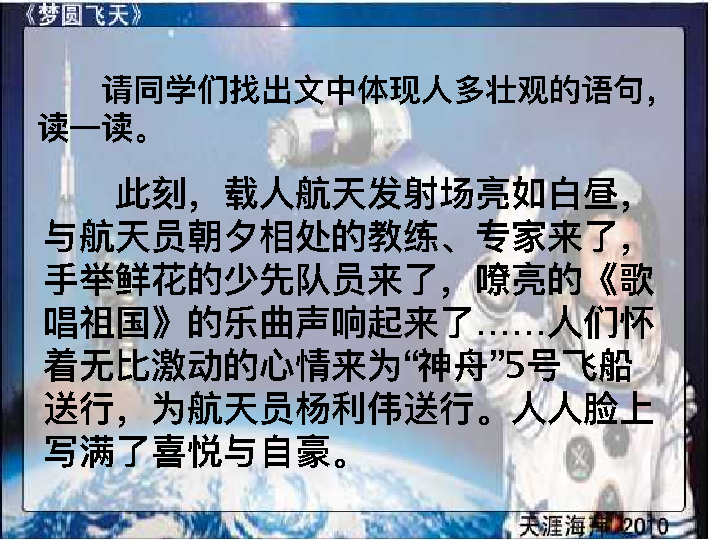 《梦圆飞天》
请同学们找出文中体现人多壮观的语句，
读一读。
此刻，载人航天发射场亮如白昼，
与航天员朝夕相处的教练、专家来了，
手举鲜花的少先队员来了，嘹亮的《歌
唱祖国》的乐曲声响起来了……人们怀
着无比激动的心情来为“神舟”5号飞船
送行，为航天员杨利伟送行。人人脸上
写满了喜悦与自豪。
天涯海 2010